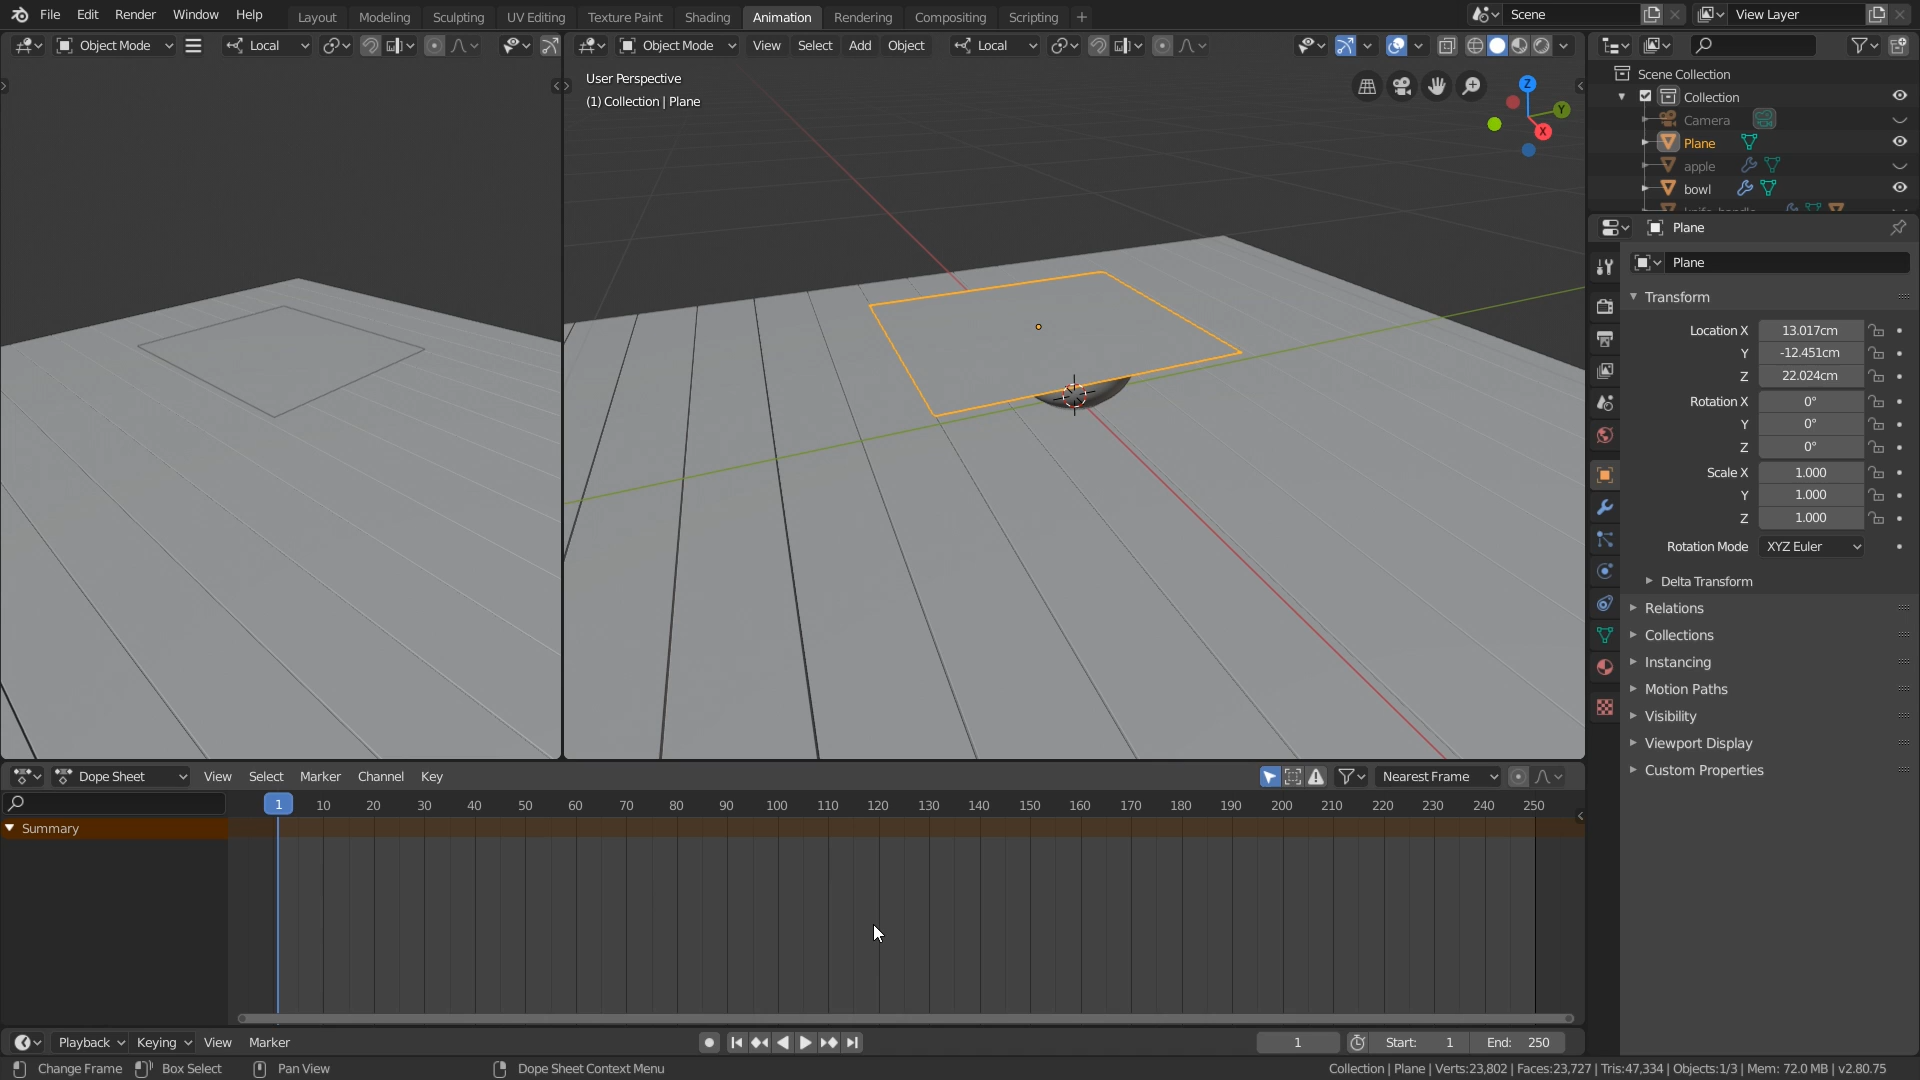 File Edit Render Window Help Layout Modeling Sculpting UV Editing Texture Paint Shading Animation Rendering Compositing Scripting + Scene View Layer
Object Mode Local Object Mode View Select Add Object Local
User Perspective
(1) Collection | Plane
Z
Y
X
Scene Collection
Collection
Camera
Plane
apple
bowl
Plane
Plane
Transform
Location X 13.017cm
Y -12.451cm
Z 22.024cm
Rotation X 0°
Y 0°
Z 0°
Scale X 1.000
Y 1.000
Z 1.000
Rotation Mode XYZ Euler
Delta Transform
Relations
Collections
Instancing
Motion Paths
Visibility
Viewport Display
Custom Properties
Dope Sheet View Select Marker Channel Key Nearest Frame
1 10 20 30 40 50 60 70 80 90 100 110 120 130 140 150 160 170 180 190 200 210 220 230 240 250
Summary
Playback Keying View Marker 1 Start: 1 End: 250
Change Frame Box Select Pan View Dope Sheet Context Menu Collection | Plane | Verts:23,802 | Faces:23,727 | Tris:47,334 | Objects:1/3 | Mem: 72.0 MB | v2.80.75